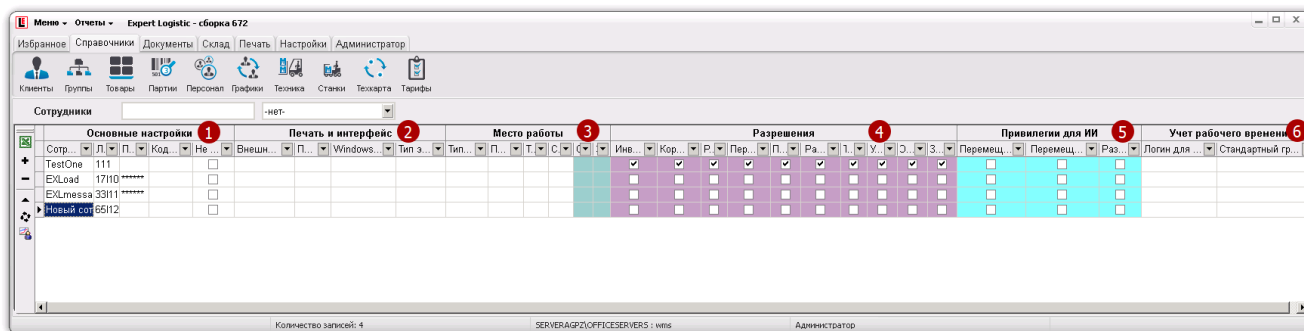 LE Меню Отчеты Expert Logistic - сборка 672
Избранное Справочники Документы Склад Печать Настройки Администратор
Клиенты Группы Товары Партии Персонал Графики Техника Станки Техкарта Тарифы
Сотрудники -нет-
Основные настройки 1 Печать и интерфейс 2 Место работы 3 Разрешения 4 Привилегии для ИИ 5 Учет рабочего времени 6
Сотр... Л... П... Код... Не ... Внешн... П... Windows... Тип э... Тип... П... Т... С... Инв... Кор... Р... Пер... П... Ра... У... Э... З... Перемещ... Перемещ... Раз... Логин для ... Стандартный гр...
TestOne 111
EXLoad 17I10 ******
EXLmessa 33I11 ******
Новый сот 65I12
Количество записей: 4 SERVERAGPZ\OFFICESERVERS : wms Администратор